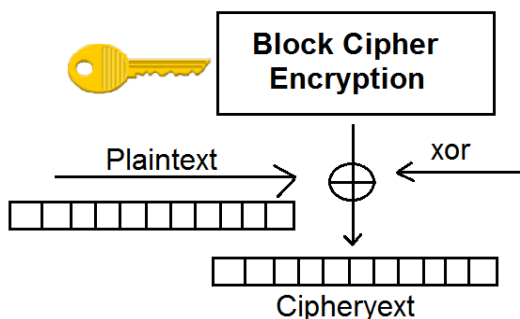 Block Cipher
Encryption
Plaintext
xor
Cipheryext